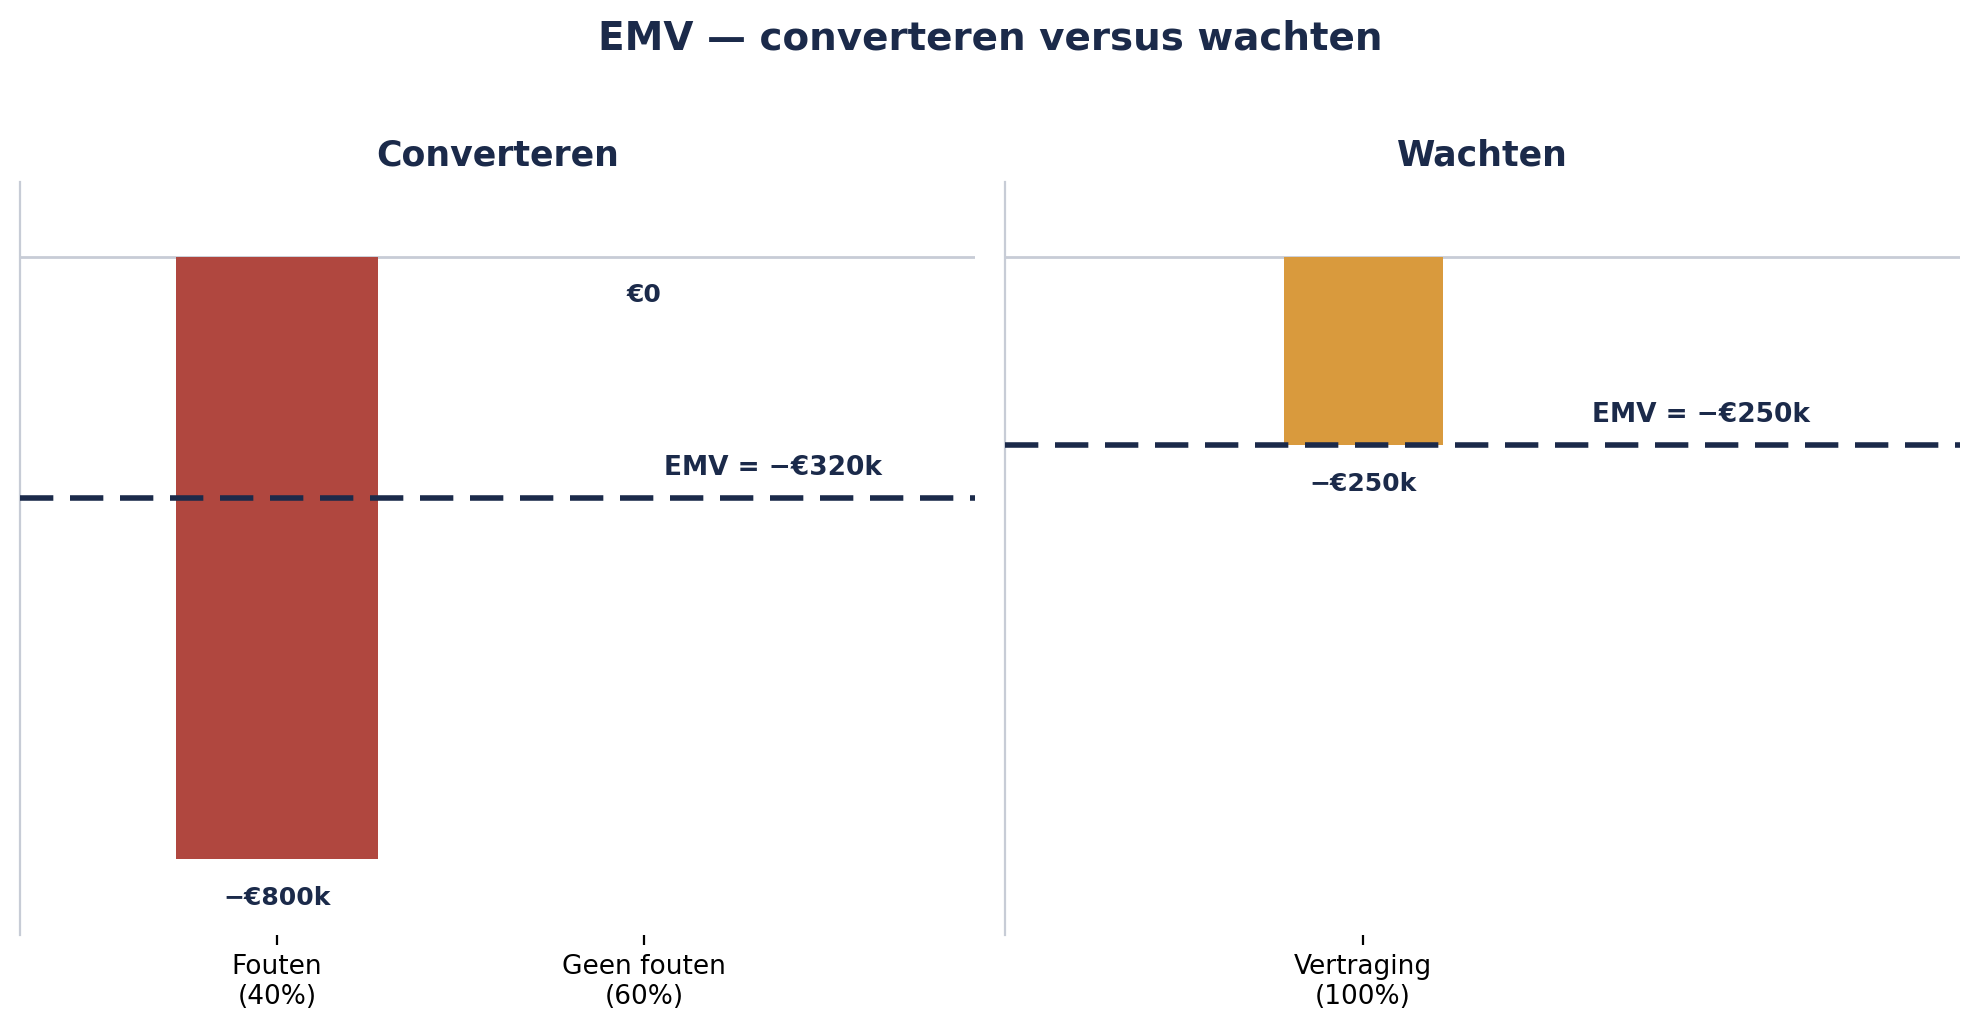 EMV — converteren versus wachten
Converteren
€0
EMV = −€320k
−€800k
Fouten
(40%)
Geen fouten
(60%)
Wachten
EMV = −€250k
−€250k
Vertraging
(100%)